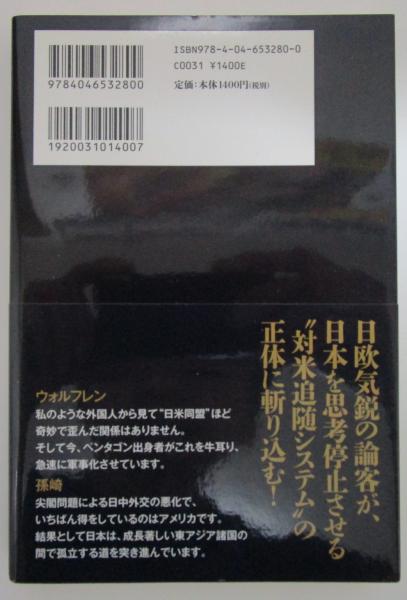 ISBN978-4-04-653280-0
C0031 ¥1400E
定価：本体1400円(税別)
9784046532800
1920031014007
日欧気鋭の論客が、
日本を思考停止させる
“対米追随システム”の
正体に斬り込む！
ウォルフレン
私のような外国人から見て“日米同盟”ほど
奇妙で歪んだ関係はありません。
そして今、ペンタゴン出身者がこれを牛耳り、
急速に軍事化させています。
孫崎
尖閣問題による日中外交の悪化で、
いちばん得をしているのはアメリカです。
結果として日本は、成長著しい東アジア諸国の
間で孤立する道を突き進んでいます。